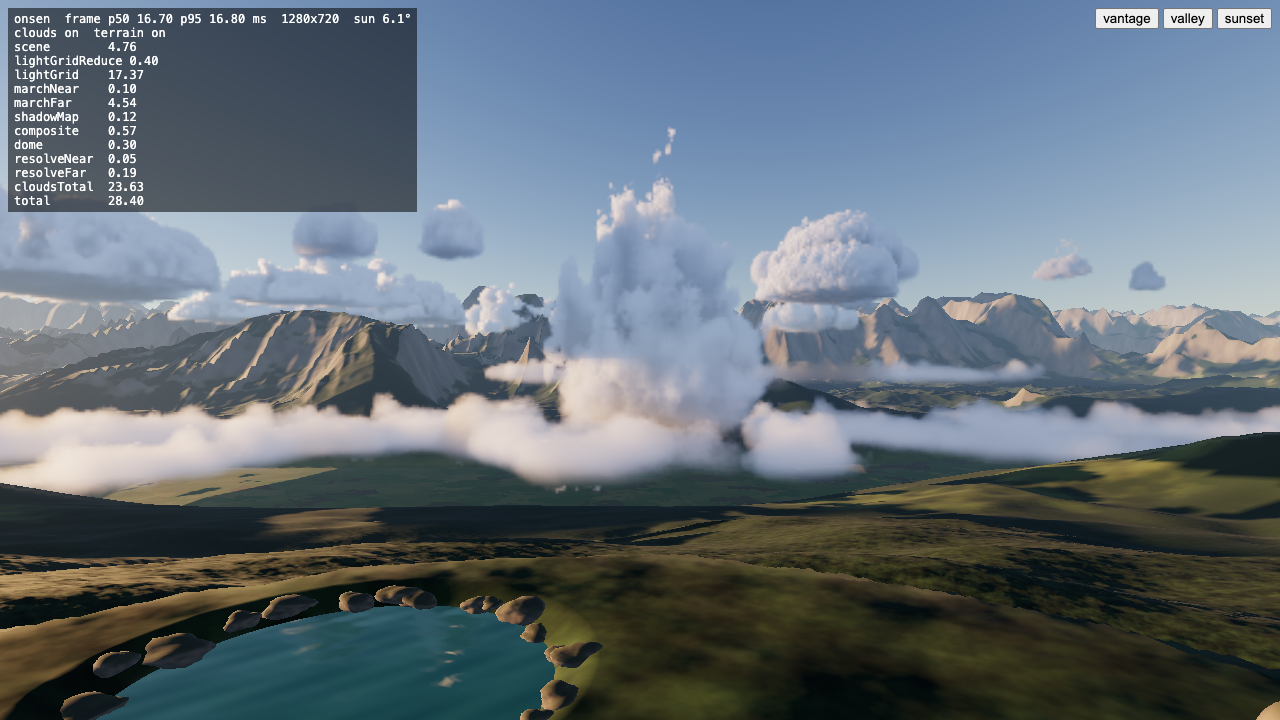 onsen  frame p50 16.70 p95 16.80 ms  1280x720  sun 6.1°
clouds on  terrain on
scene 4.76
lightGridReduce 0.40
lightGrid 17.37
marchNear 0.10
marchFar 4.54
shadowMap 0.12
composite 0.57
dome 0.30
resolveNear 0.05
resolveFar 0.19
cloudsTotal 23.63
total 28.40
vantage valley sunset